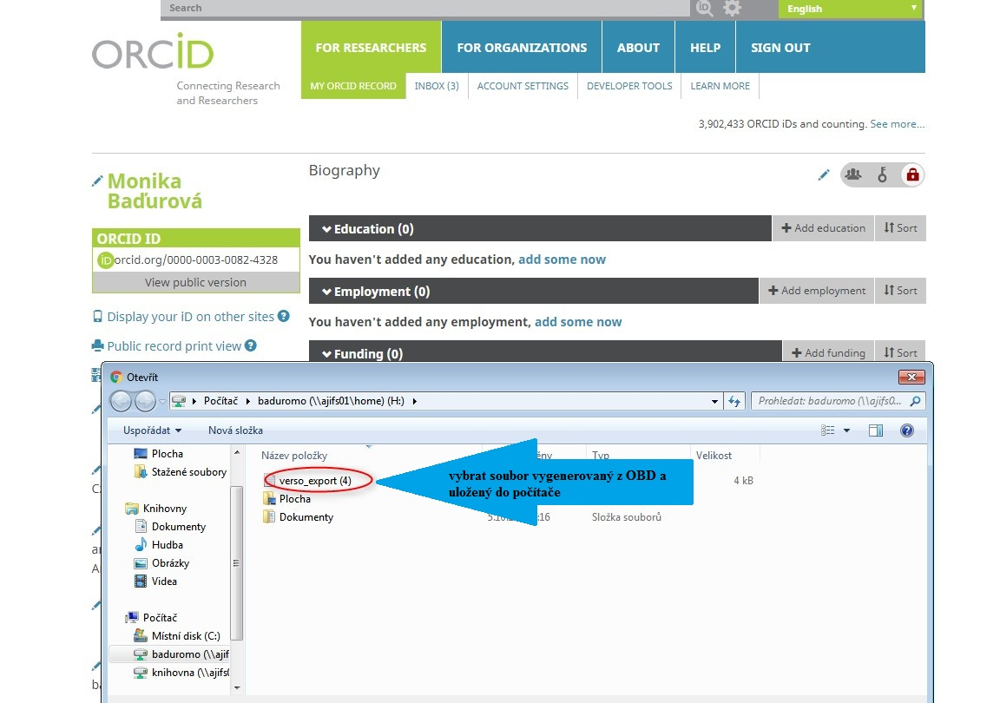 Search
English
ORCID
Connecting Research
and Researchers
FOR RESEARCHERS
FOR ORGANIZATIONS
ABOUT
HELP
SIGN OUT
MY ORCID RECORD
INBOX (3)
ACCOUNT SETTINGS
DEVELOPER TOOLS
LEARN MORE
3,902,433 ORCID iDs and counting. See more...
Monika
Baďurová
ORCID ID
iD orcid.org/0000-0003-0082-4328
View public version
Display your iD on other sites ?
Public record print view ?
Biography
Education (0)
Add education
Sort
You haven't added any education, add some now
Employment (0)
Add employment
Sort
You haven't added any employment, add some now
Funding (0)
Add funding
Sort
Otevřít
Počítač
baduromo (\\ajifs01\home) (H:)
Prohledat: baduromo (\\ajifs0...
Uspořádat
Nová složka
Plocha
Stažené soubory
Knihovny
Dokumenty
Hudba
Obrázky
Videa
Počítač
Místní disk (C:)
baduromo (\\ajif
knihovna (\\ajifs
Název položky
Typ
Velikost
verso_export (4)
4 kB
Plocha
Dokumenty
Složka souborů
vybrat soubor vygenerovaný z OBD a
uložený do počítače